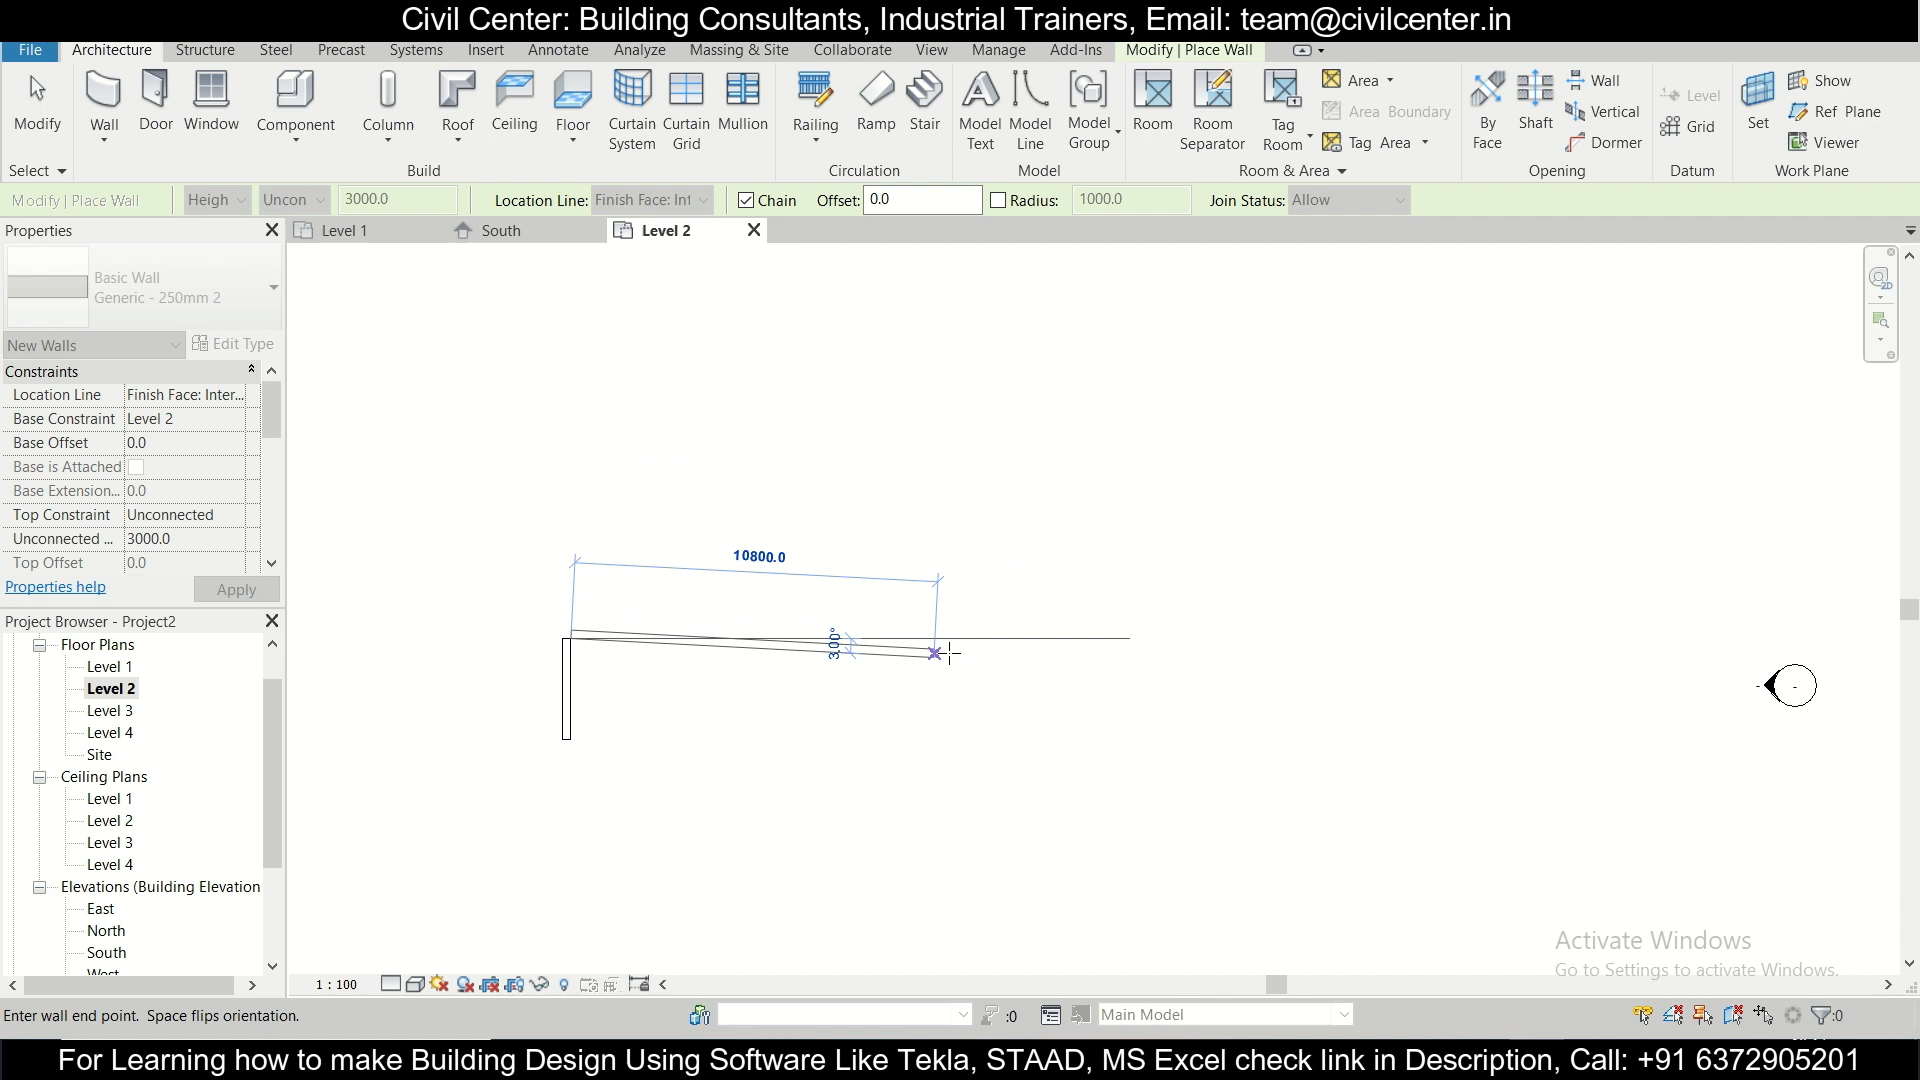 Civil Center: Building Consultants, Industrial Trainers, Email: team@civilcenter.in
File Architecture Structure Steel Precast Systems Insert Annotate Analyze Massing & Site Collaborate View Manage Add-Ins Modify | Place Wall
Modify Wall Door Window Component Column Roof Ceiling Floor Curtain System Curtain Grid Mullion Railing Ramp Stair Model Text Model Line Model Group Room Room Separator Tag Room Area Area Boundary Tag Area By Face Shaft Wall Vertical Dormer Level Grid Set Show Ref Plane Viewer
Select Build Circulation Model Room & Area Opening Datum Work Plane
Modify | Place Wall Heigh Uncon 3000.0 Location Line: Finish Face: Int Chain Offset: 0.0 Radius: 1000.0 Join Status: Allow
Properties Level 1 South Level 2
Basic Wall
Generic - 250mm 2
New Walls Edit Type
Constraints
Location Line Finish Face: Inter...
Base Constraint Level 2
Base Offset 0.0
Base is Attached
Base Extension... 0.0
Top Constraint Unconnected
Unconnected ... 3000.0
Top Offset 0.0
Properties help Apply
10800.0
3.00°
Project Browser - Project2
Floor Plans
Level 1
Level 2
Level 3
Level 4
Site
Ceiling Plans
Level 1
Level 2
Level 3
Level 4
Elevations (Building Elevation
East
North
South
West
Activate Windows
Go to Settings to activate Windows.
1 : 100
Enter wall end point. Space flips orientation. :0 Main Model :0
For Learning how to make Building Design Using Software Like Tekla, STAAD, MS Excel check link in Description, Call: +91 6372905201